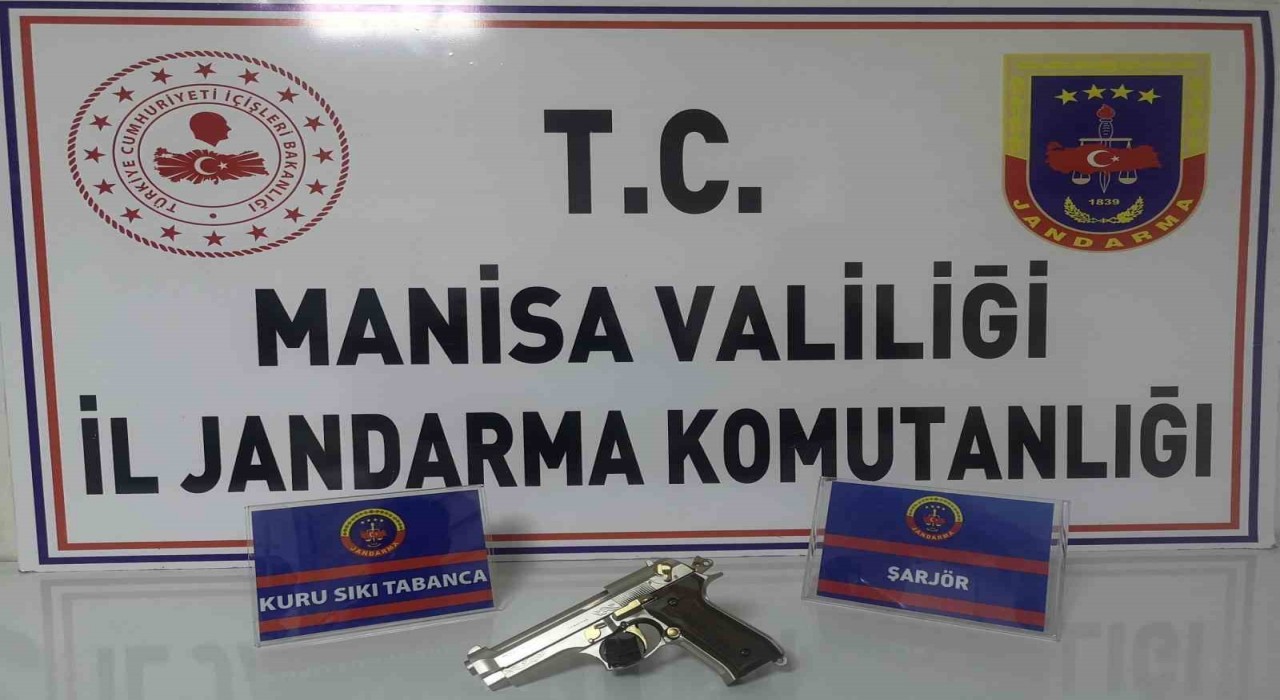 TÜRKİYE CUMHURİYETİ İÇİŞLERİ BAKANLIĞI
T.C.
1839
JANDARMA
MANİSA VALİLİĞİ
İL JANDARMA KOMUTANLIĞI
JANDARMA
KURU SIKI TABANCA
JANDARMA
ŞARJÖR